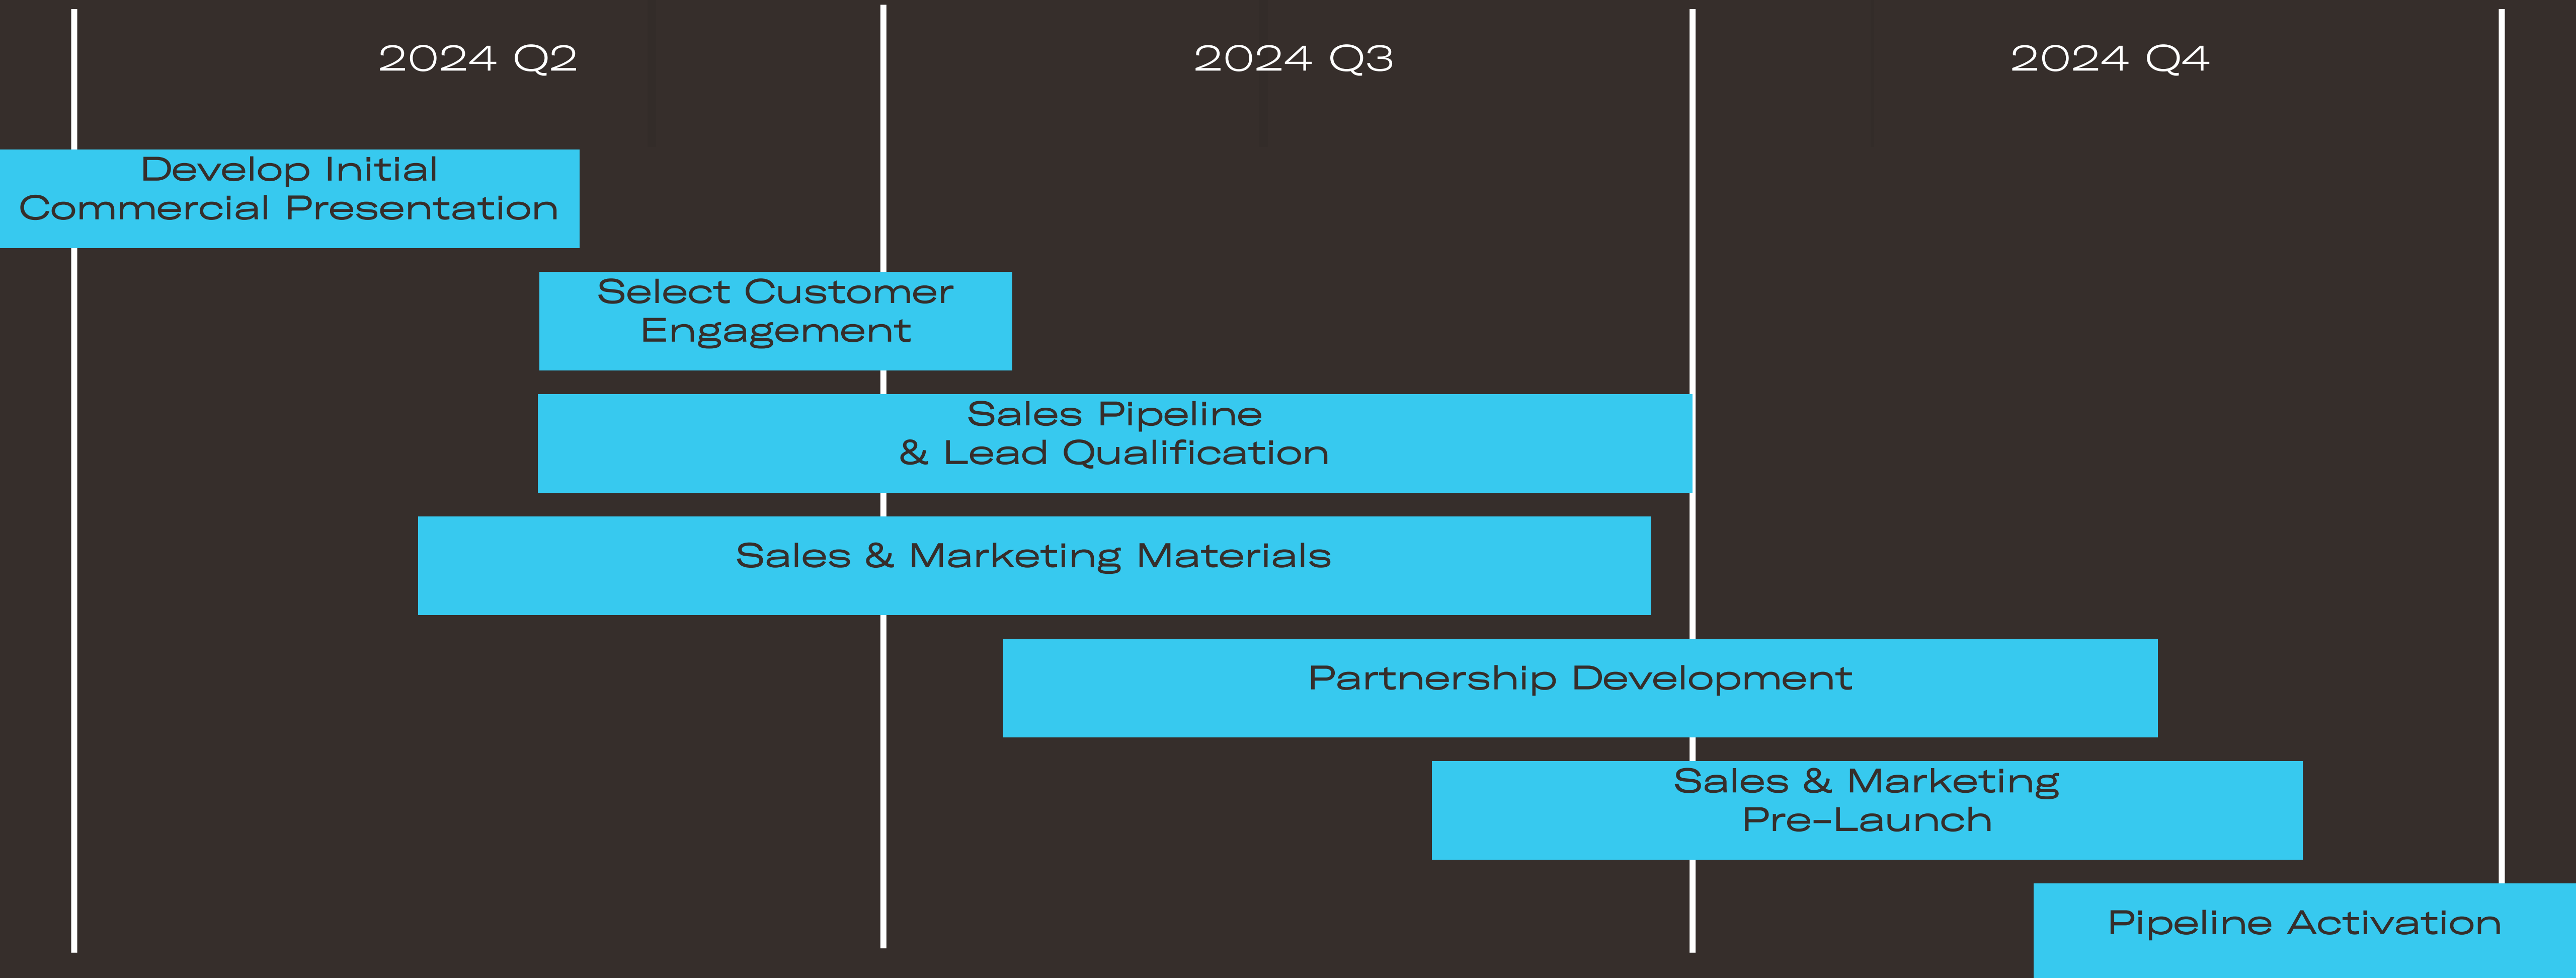 2024 Q2
2024 Q3
2024 Q4
Develop Initial
Commercial Presentation
Select Customer
Engagement
Sales Pipeline
& Lead Qualification
Sales & Marketing Materials
Partnership Development
Sales & Marketing
Pre-Launch
Pipeline Activation